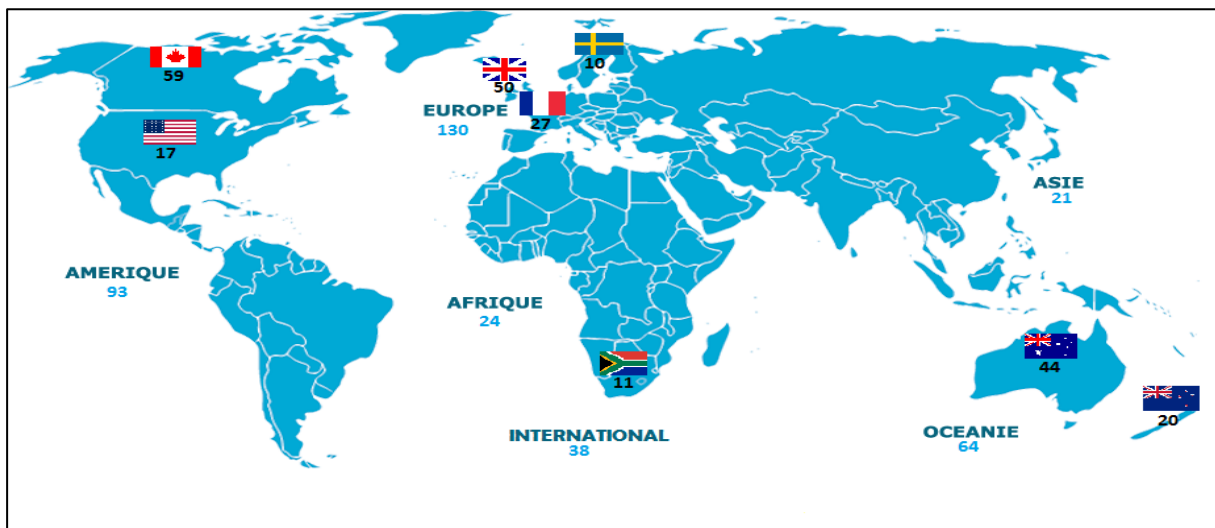 59
10
50
EUROPE
130
27
17
ASIE
21
AMERIQUE
93
AFRIQUE
24
11
44
20
INTERNATIONAL
38
OCEANIE
64